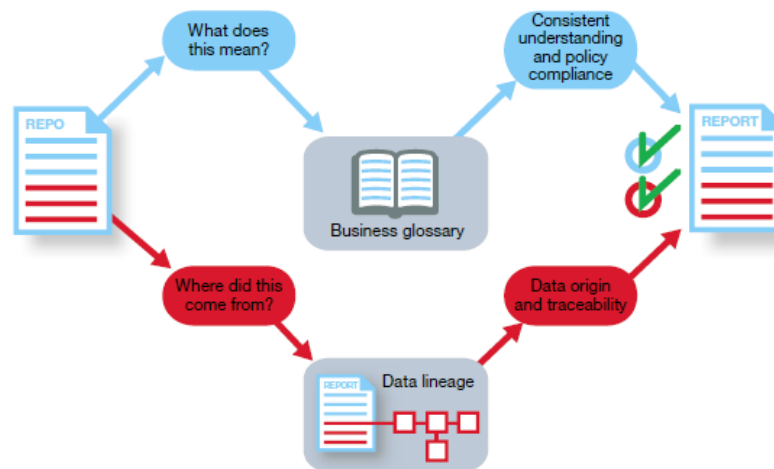 What does
this mean?
Consistent
understanding
and policy
compliance
REPO
REPORT
Business glossary
Where did this
come from?
Data origin
and traceability
REPORT
Data lineage